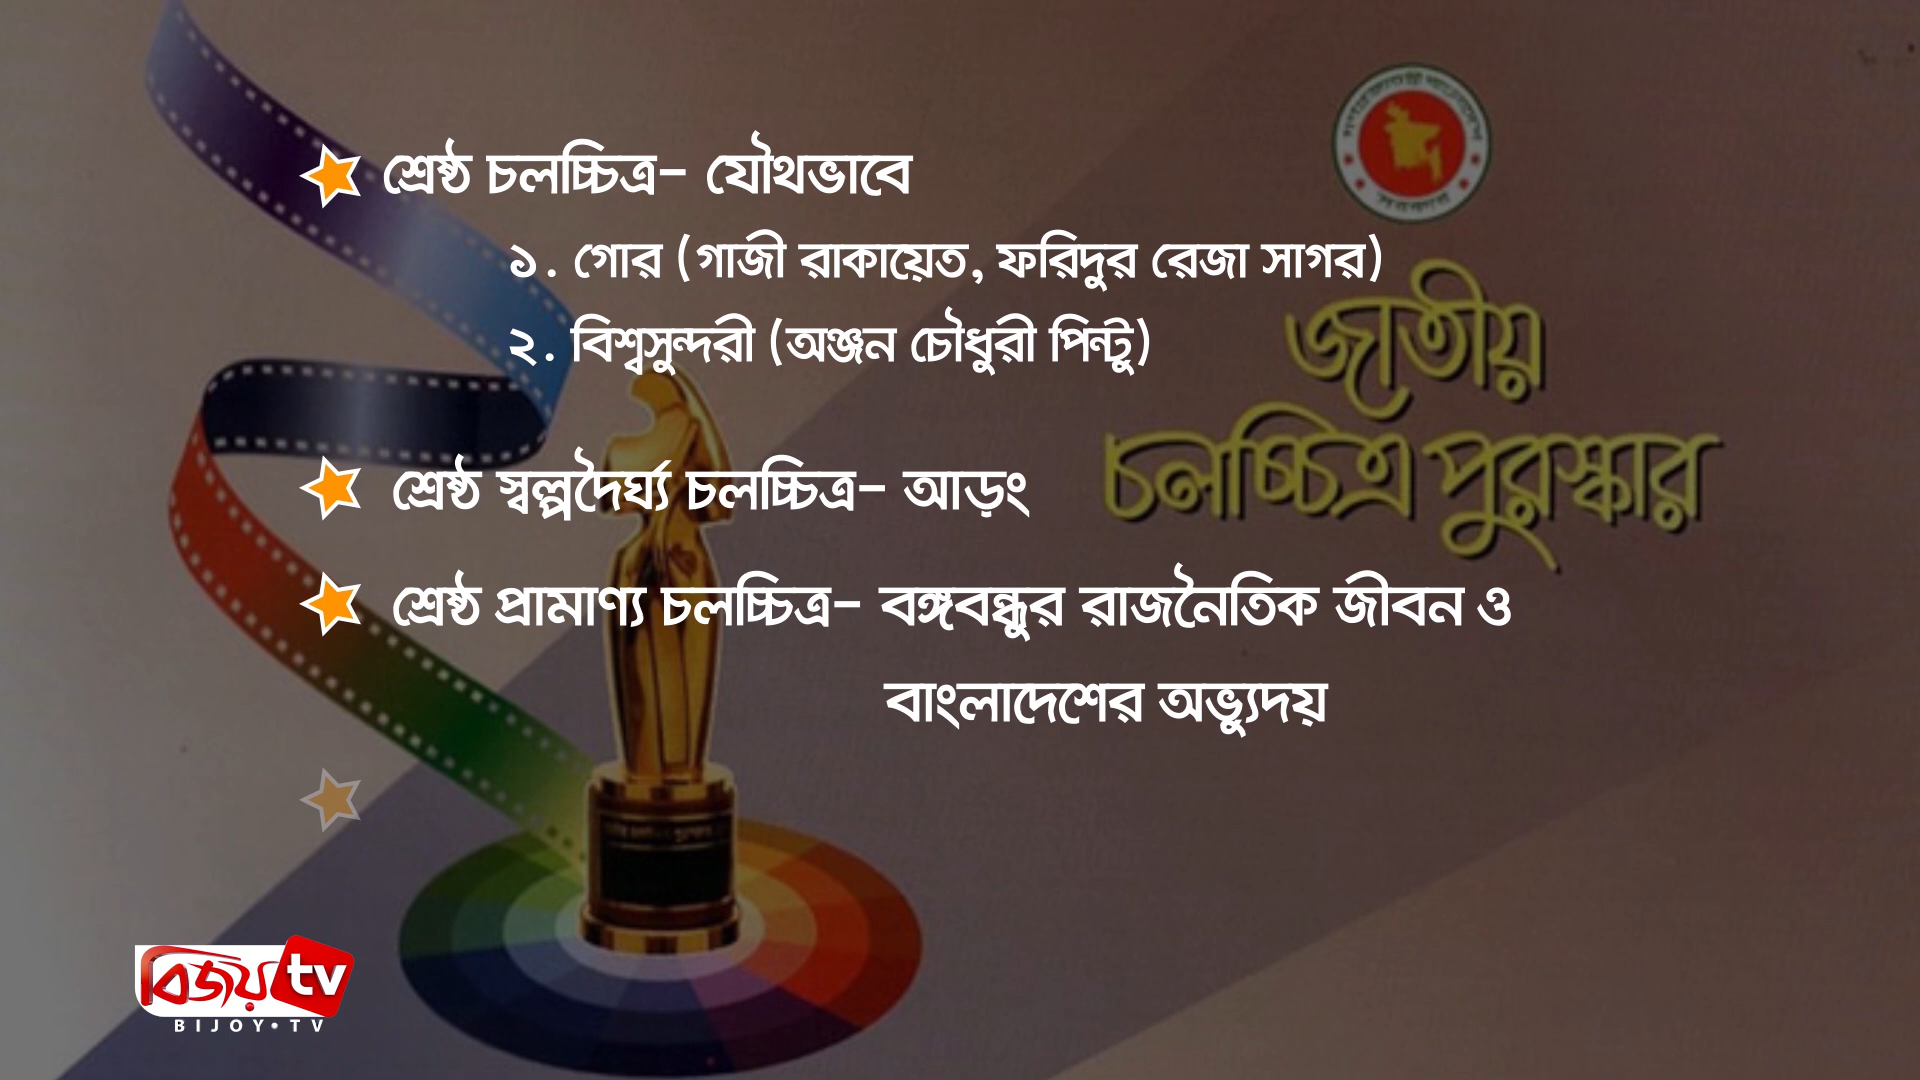 শ্রেষ্ঠ চলচ্চিত্র- যৌথভাবে
১. গোর (গাজী রাকায়েত, ফরিদুর রেজা সাগর)
২. বিশ্বসুন্দরী (অঞ্জন চৌধুরী পিন্টু)
শ্রেষ্ঠ স্বল্পদৈর্ঘ্য চলচ্চিত্র- আড়ং
শ্রেষ্ঠ প্রামাণ্য চলচ্চিত্র- বঙ্গবন্ধুর রাজনৈতিক জীবন ও
বাংলাদেশের অভ্যুদয়
জাতীয়
চলচ্চিত্র পুরস্কার
বিজয় tv
BIJOY•TV